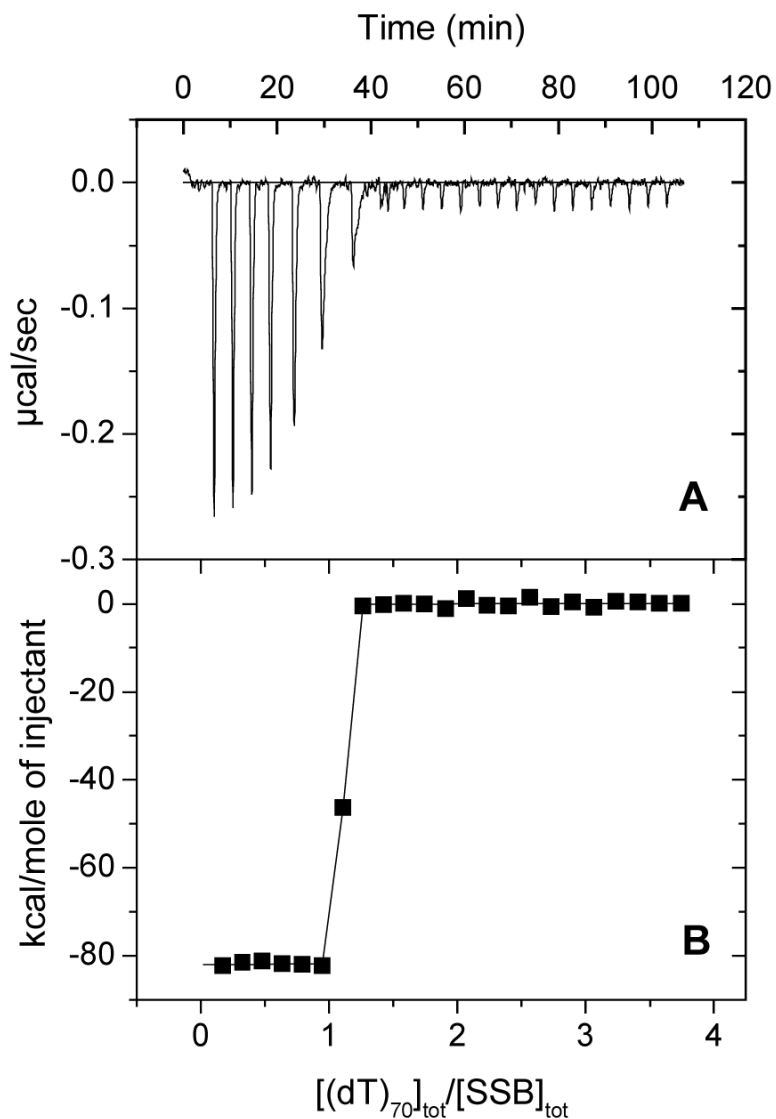 Time (min)
0 20 40 60 80 100 120
0.0
-0.1
-0.2
-0.3
µcal/sec
A
0
-20
-40
-60
-80
kcal/mole of injectant
B
0 1 2 3 4
[(dT)₇₀]tot/[SSB]tot